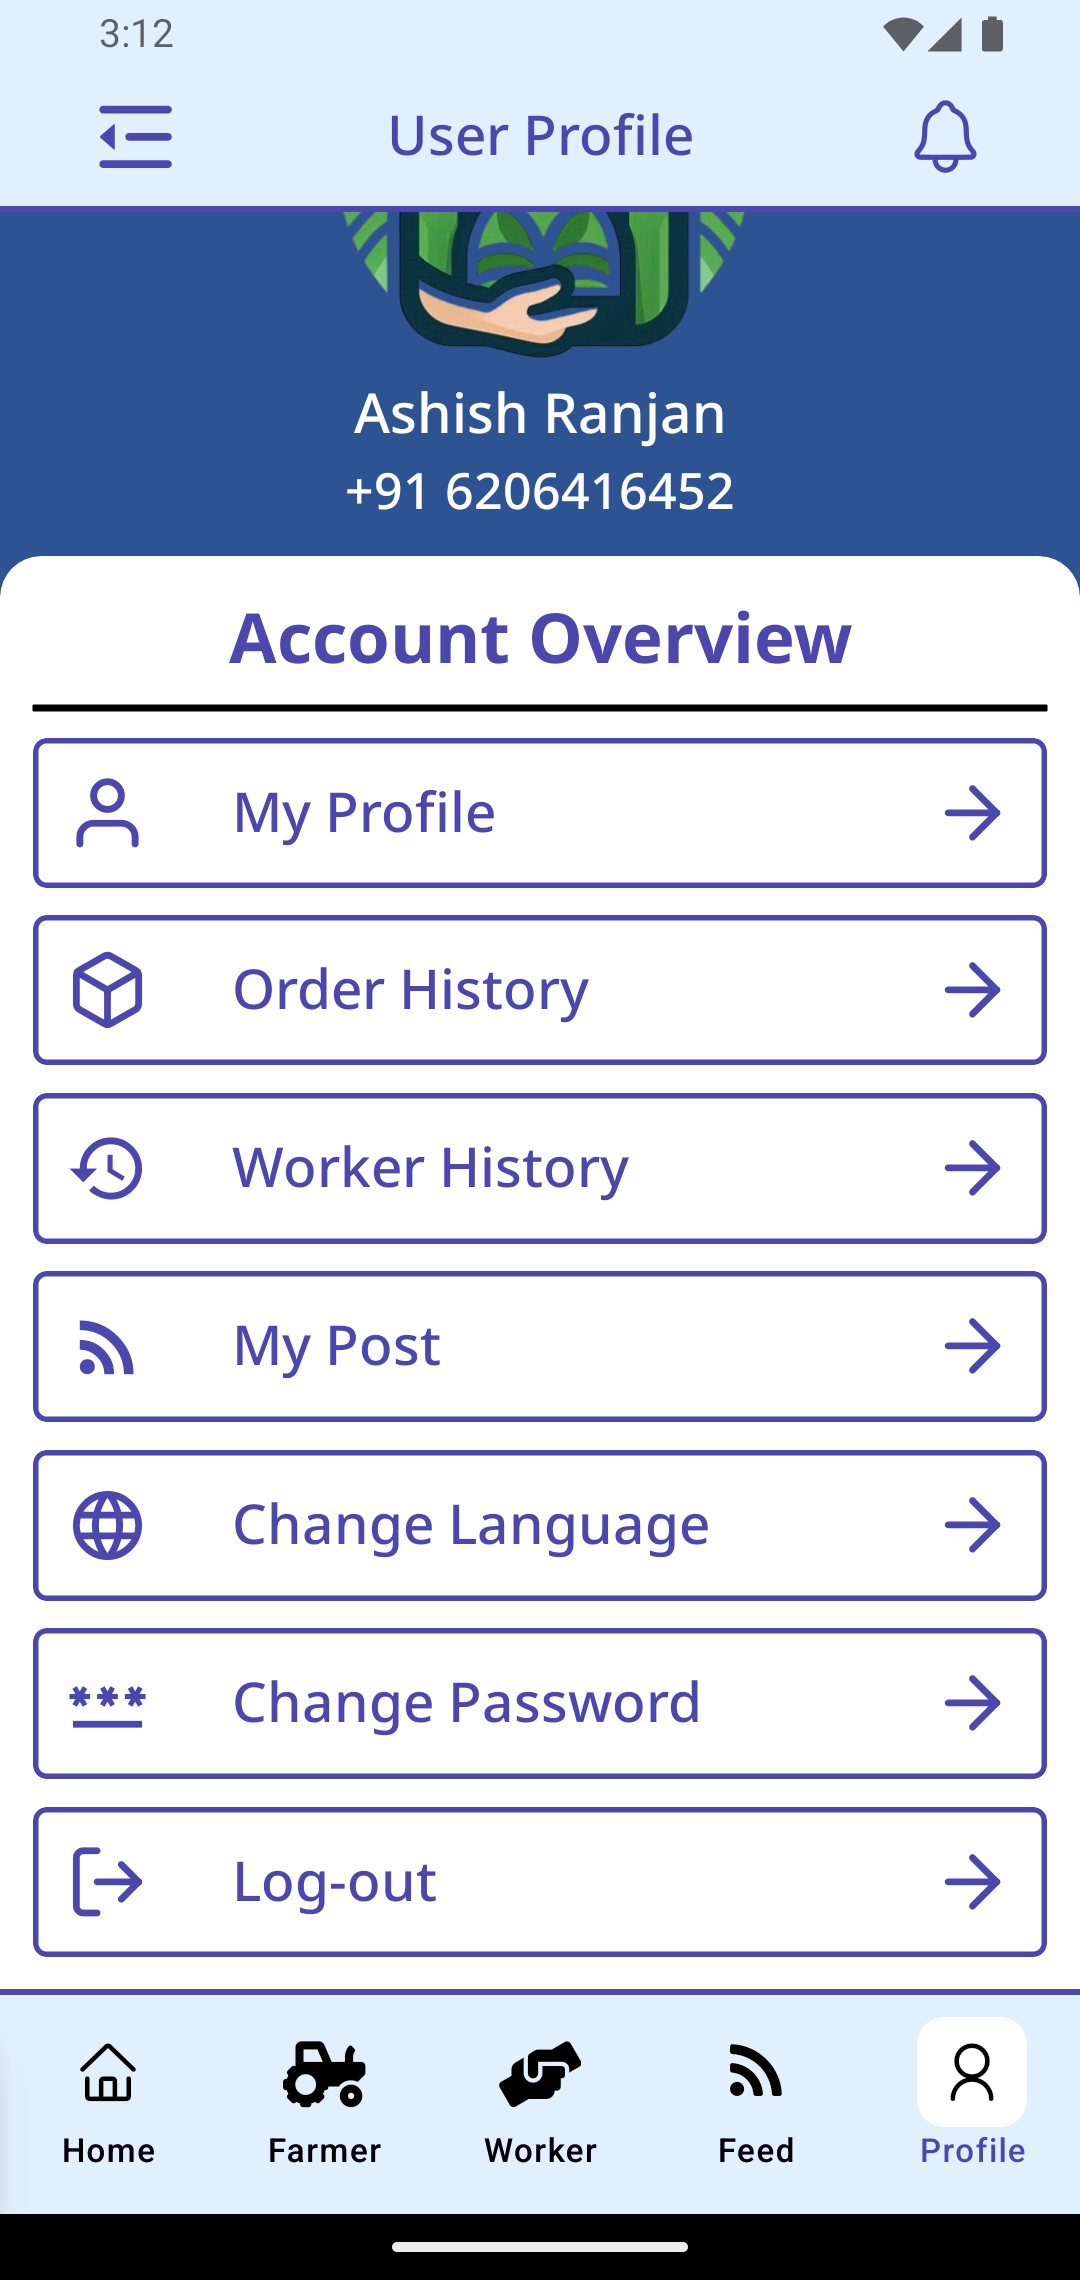 3:12
User Profile
Ashish Ranjan
+91 6206416452
Account Overview
My Profile
Order History
Worker History
My Post
Change Language
Change Password
Log-out
Home
Farmer
Worker
Feed
Profile